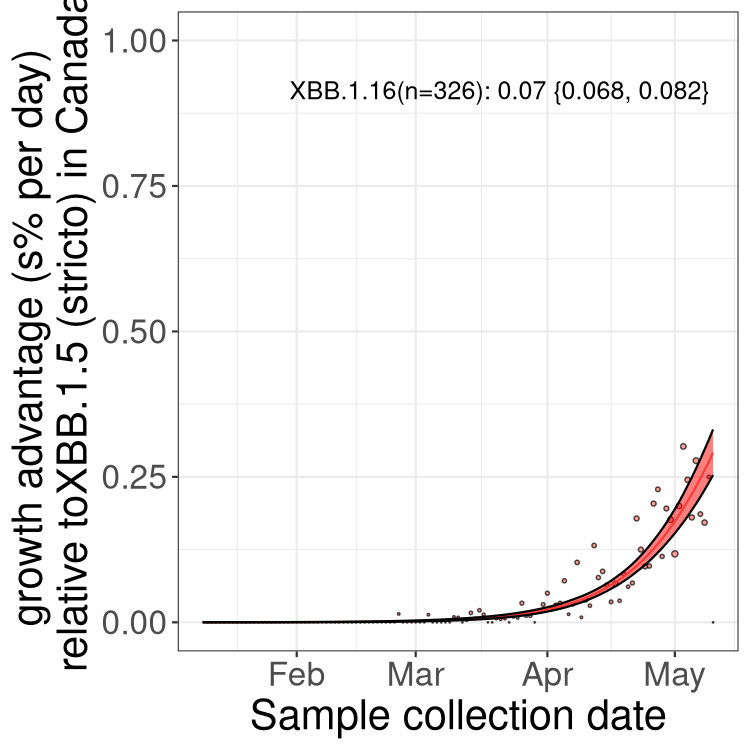 growth advantage (s% per day)
relative toXBB.1.5 (stricto) in Canada
1.00
0.75
0.50
0.25
0.00
XBB.1.16(n=326): 0.07 {0.068, 0.082}
Feb Mar Apr May
Sample collection date